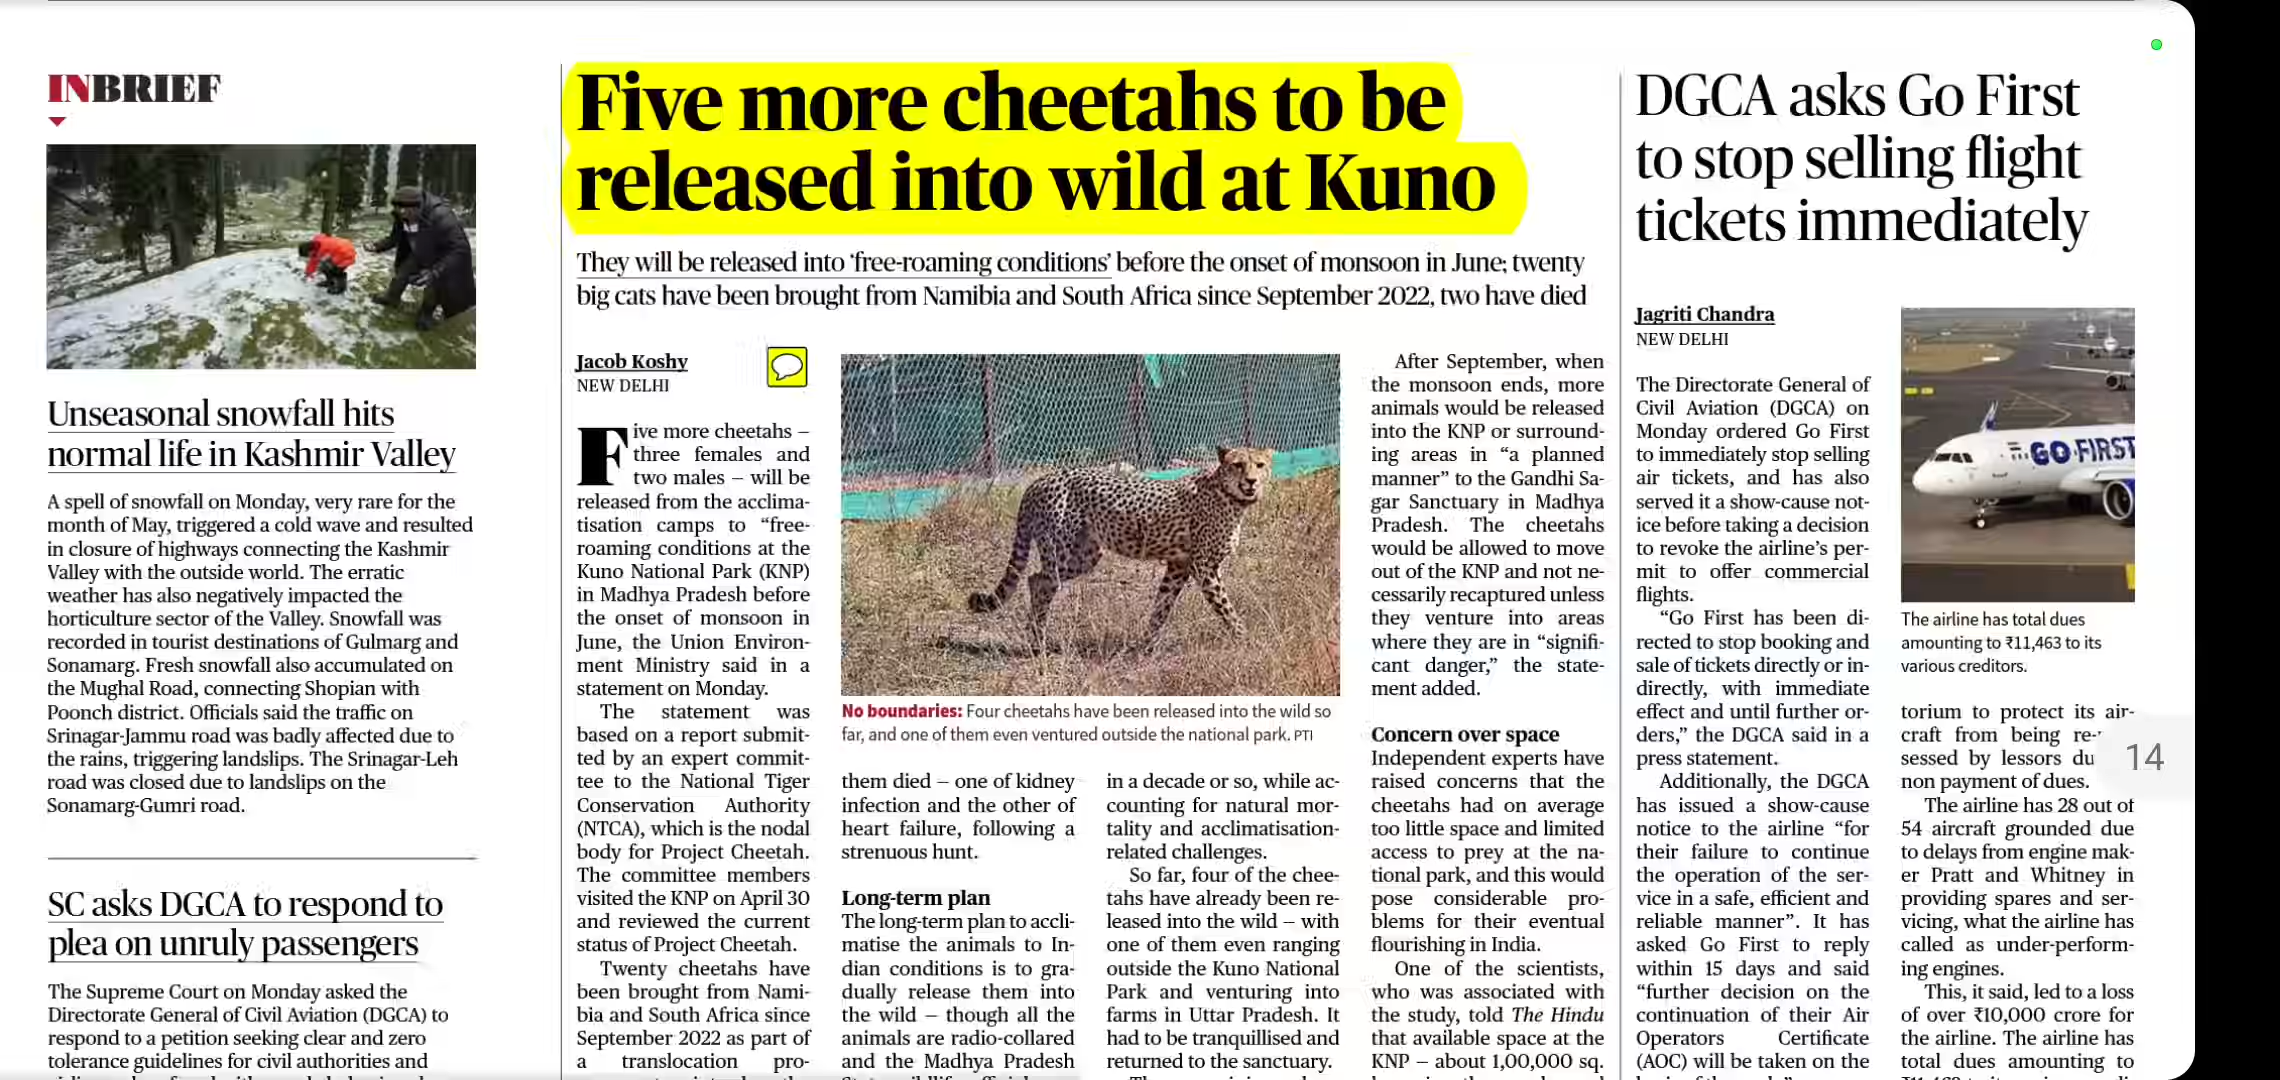 INBRIEF
Unseasonal snowfall hits
normal life in Kashmir Valley
A spell of snowfall on Monday, very rare for the
month of May, triggered a cold wave and resulted
in closure of highways connecting the Kashmir
Valley with the outside world. The erratic
weather has also negatively impacted the
horticulture sector of the Valley. Snowfall was
recorded in tourist destinations of Gulmarg and
Sonamarg. Fresh snowfall also accumulated on
the Mughal Road, connecting Shopian with
Poonch district. Officials said the traffic on
Srinagar-Jammu road was badly affected due to
the rains, triggering landslips. The Srinagar-Leh
road was closed due to landslips on the
Sonamarg-Gumri road.
SC asks DGCA to respond to
plea on unruly passengers
The Supreme Court on Monday asked the
Directorate General of Civil Aviation (DGCA) to
respond to a petition seeking clear and zero
tolerance guidelines for civil authorities and
Five more cheetahs to be
released into wild at Kuno
They will be released into ‘free-roaming conditions’ before the onset of monsoon in June; twenty
big cats have been brought from Namibia and South Africa since September 2022, two have died
Jacob Koshy
NEW DELHI
Five more cheetahs –
three females and
two males – will be
released from the acclima-
tisation camps to “free-
roaming conditions at the
Kuno National Park (KNP)
in Madhya Pradesh before
the onset of monsoon in
June, the Union Environ-
ment Ministry said in a
statement on Monday.
The statement was
based on a report submit-
ted by an expert commit-
tee to the National Tiger
Conservation Authority
(NTCA), which is the nodal
body for Project Cheetah.
The committee members
visited the KNP on April 30
and reviewed the current
status of Project Cheetah.
Twenty cheetahs have
been brought from Nami-
bia and South Africa since
September 2022 as part of
a translocation pro-
No boundaries: Four cheetahs have been released into the wild so
far, and one of them even ventured outside the national park. PTI
them died – one of kidney
infection and the other of
heart failure, following a
strenuous hunt.
Long-term plan
The long-term plan to accli-
matise the animals to In-
dian conditions is to gra-
dually release them into
the wild – though all the
animals are radio-collared
and the Madhya Pradesh
in a decade or so, while ac-
counting for natural mor-
tality and acclimatisation-
related challenges.
So far, four of the chee-
tahs have already been re-
leased into the wild – with
one of them even ranging
outside the Kuno National
Park and venturing into
farms in Uttar Pradesh. It
had to be tranquillised and
returned to the sanctuary.
After September, when
the monsoon ends, more
animals would be released
into the KNP or surround-
ing areas in “a planned
manner” to the Gandhi Sa-
gar Sanctuary in Madhya
Pradesh. The cheetahs
would be allowed to move
out of the KNP and not ne-
cessarily recaptured unless
they venture into areas
where they are in “signifi-
cant danger,” the state-
ment added.
Concern over space
Independent experts have
raised concerns that the
cheetahs had on average
too little space and limited
access to prey at the na-
tional park, and this would
pose considerable pro-
blems for their eventual
flourishing in India.
One of the scientists,
who was associated with
the study, told The Hindu
that available space at the
KNP – about 1,00,000 sq.
DGCA asks Go First
to stop selling flight
tickets immediately
Jagriti Chandra
NEW DELHI
The Directorate General of
Civil Aviation (DGCA) on
Monday ordered Go First
to immediately stop selling
air tickets, and has also
served it a show-cause not-
ice before taking a decision
to revoke the airline’s per-
mit to offer commercial
flights.
“Go First has been di-
rected to stop booking and
sale of tickets directly or in-
directly, with immediate
effect and until further or-
ders,” the DGCA said in a
press statement.
Additionally, the DGCA
has issued a show-cause
notice to the airline “for
their failure to continue
the operation of the ser-
vice in a safe, efficient and
reliable manner”. It has
asked Go First to reply
within 15 days and said
“further decision on the
continuation of their Air
Operators Certificate
(AOC) will be taken on the
GO FIRST
The airline has total dues
amounting to ₹11,463 to its
various creditors.
torium to protect its air-
craft from being re-
sessed by lessors
non payment of dues.
The airline has 28 out of
54 aircraft grounded due
to delays from engine mak-
er Pratt and Whitney in
providing spares and ser-
vicing, what the airline has
called as under-perform-
ing engines.
This, it said, led to a loss
of over ₹10,000 crore for
the airline. The airline has
total dues amounting to
14